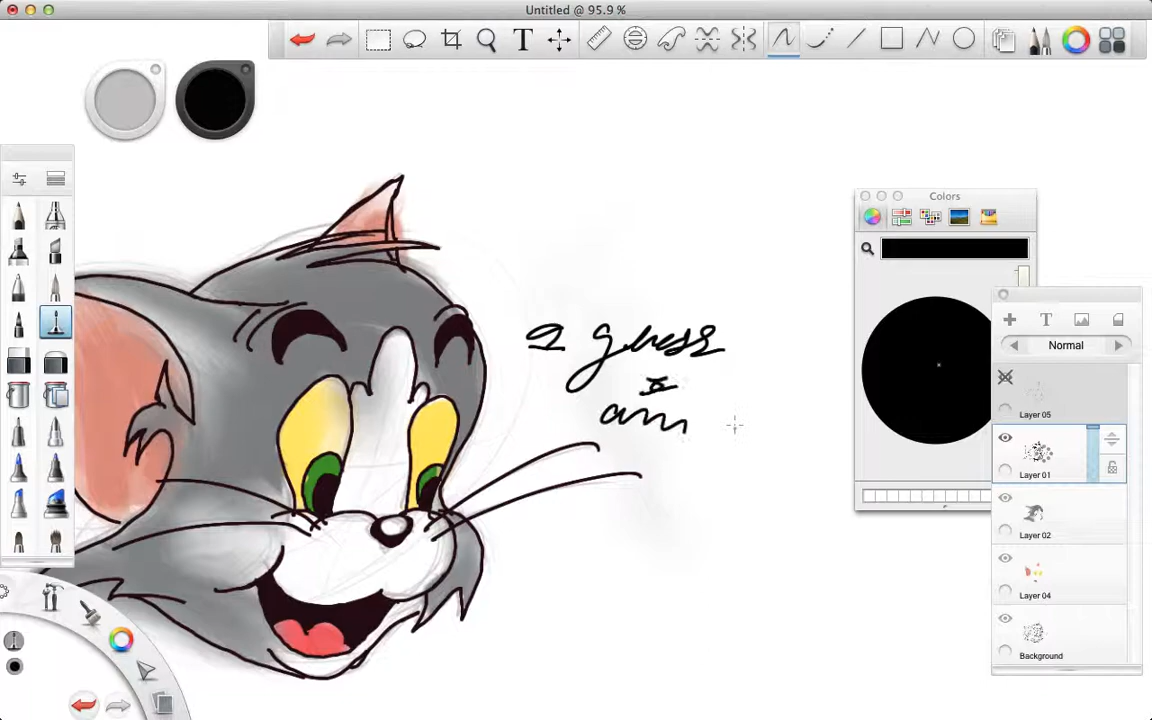 Untitled @ 95.9 %
T
Colors
T
Normal
Layer 05
I guess
I
am
Layer 01
Layer 02
Layer 04
Background